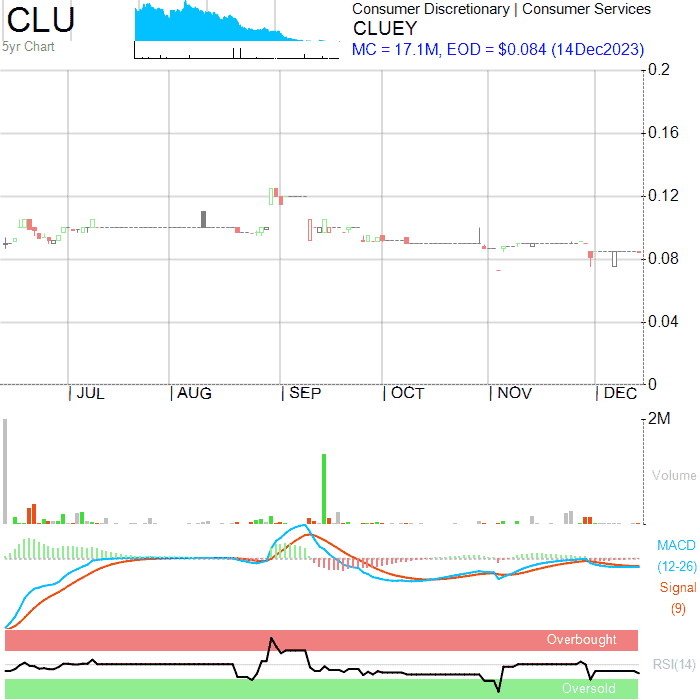 CLU
5yr Chart
Consumer Discretionary | Consumer Services
CLUEY
MC = 17.1M, EOD = $0.084 (14Dec2023)
0.2
0.16
0.12
0.08
0.04
0
JUL AUG SEP OCT NOV DEC
2M
Volume
MACD
(12-26)
Signal
(9)
Overbought
RSI(14)
Oversold